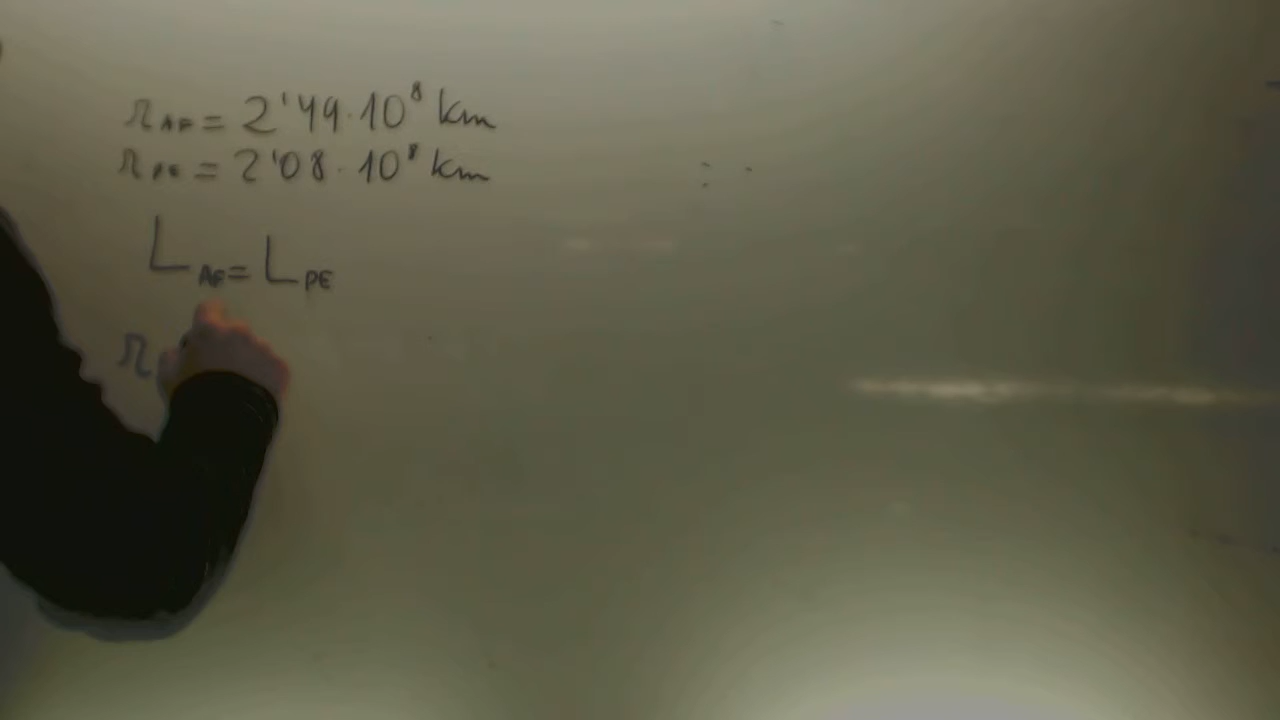 r_AF = 2'49·10⁸ km
r_PE = 2'08·10⁸ km
L_AF = L_PE
r